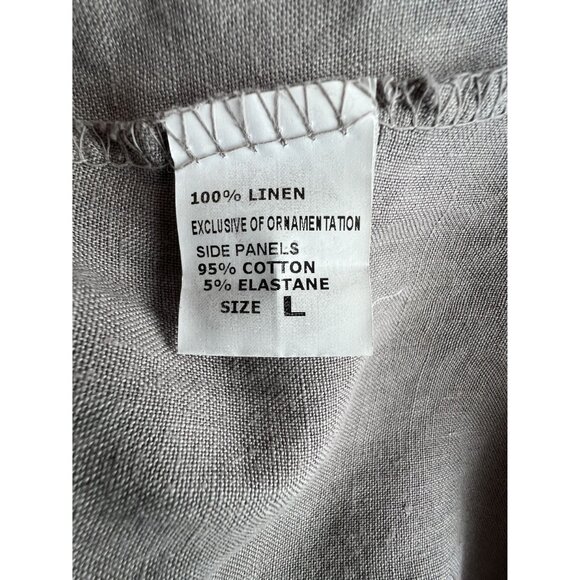 100% LINEN
EXCLUSIVE OF ORNAMENTATION
SIDE PANELS
95% COTTON
5% ELASTANE
SIZE L